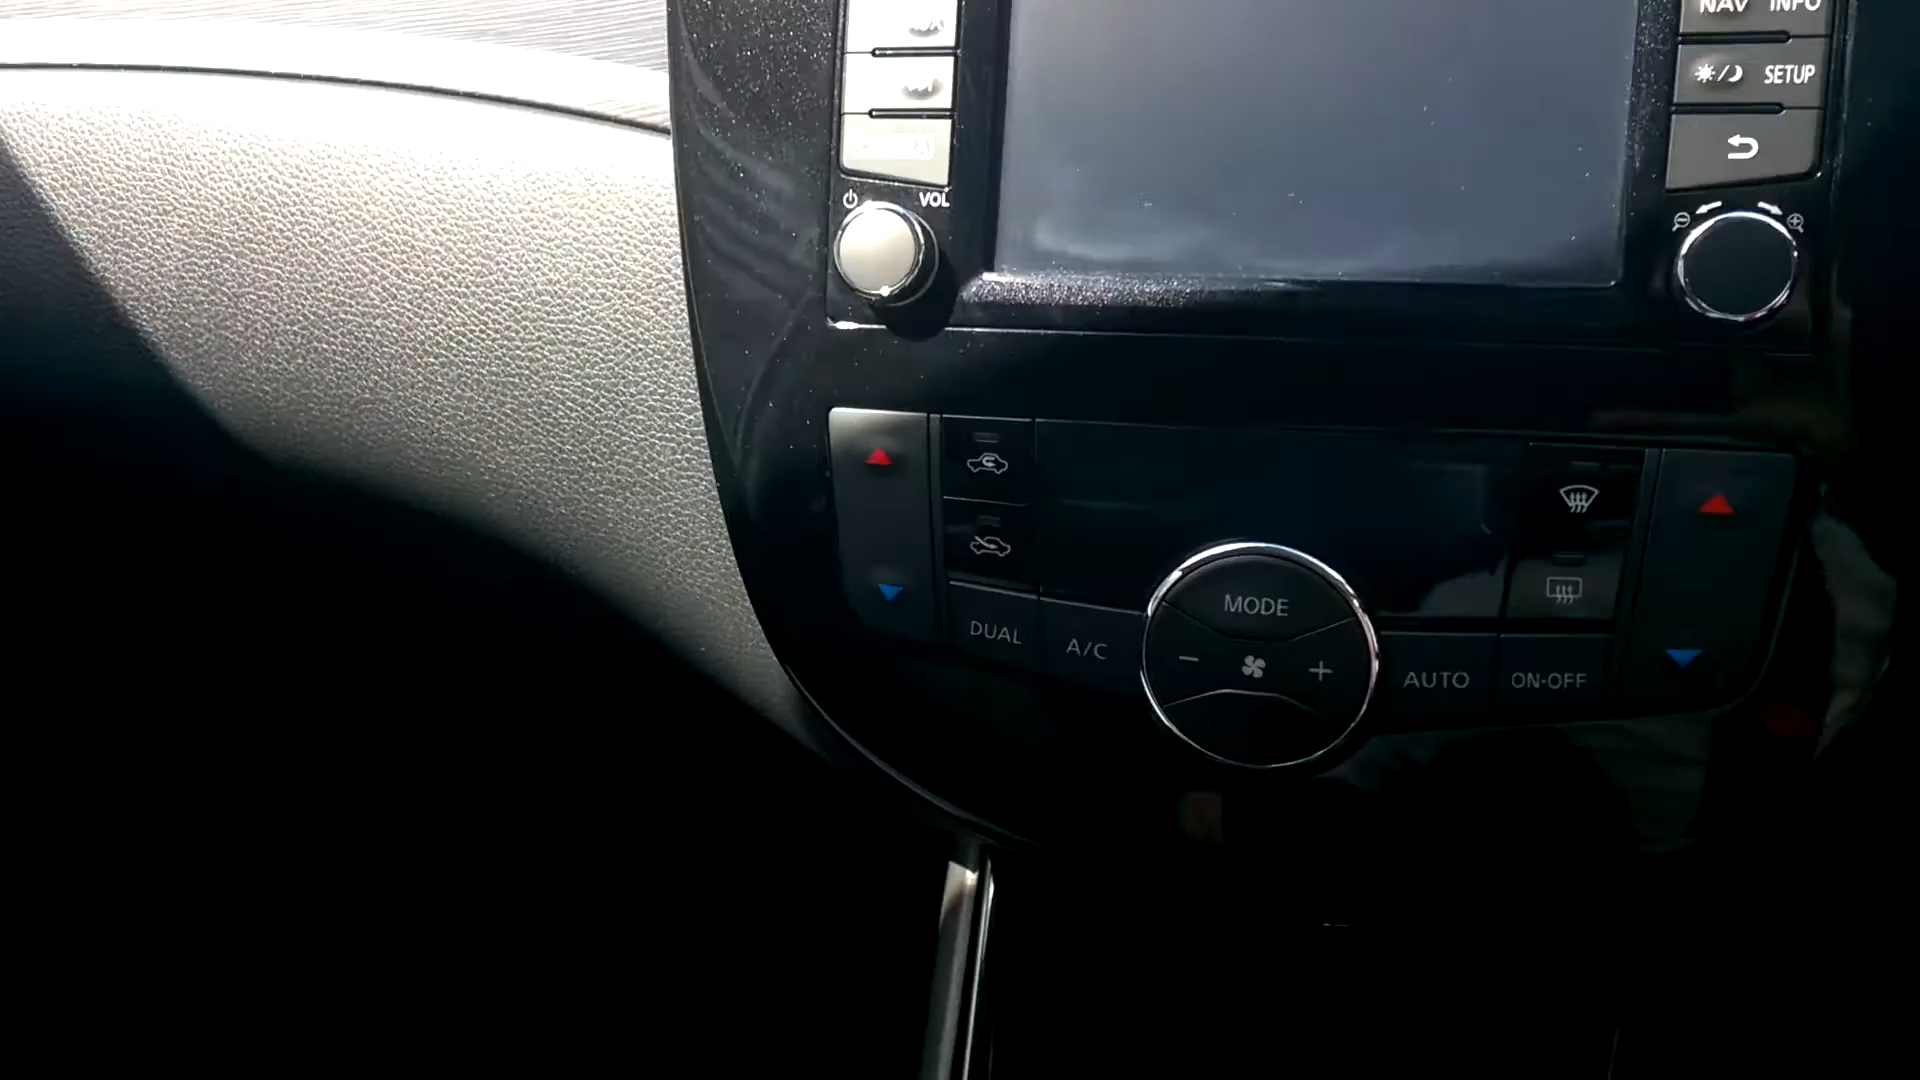 NAV INFO
SETUP
VOL
MODE
DUAL
A/C
AUTO
ON·OFF